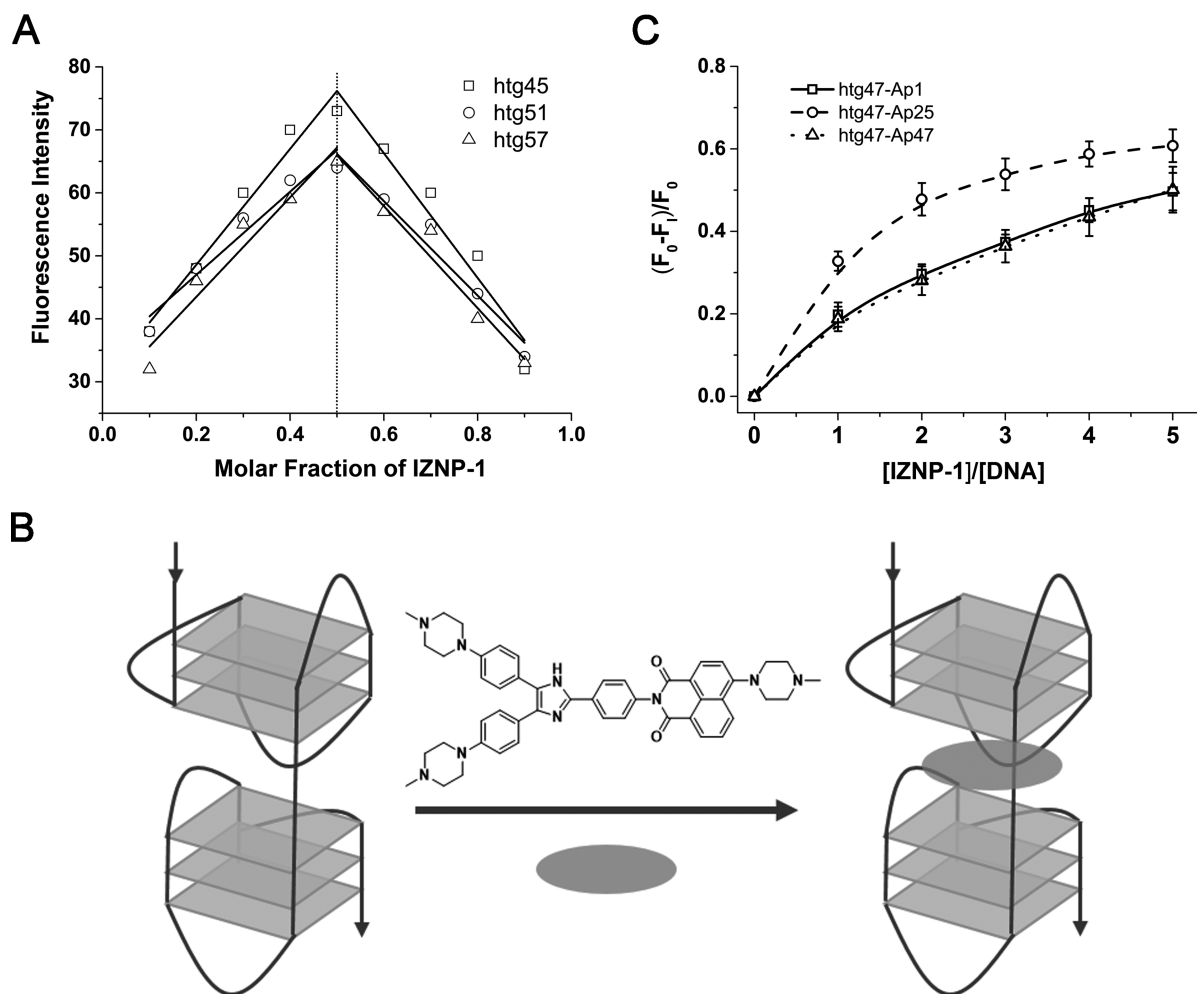 A
Fluorescence Intensity
80
70
60
50
40
30
0.0 0.2 0.4 0.6 0.8 1.0
Molar Fraction of IZNP-1
htg45
htg51
htg57
C
(F0-FI)/F0
0.8
0.6
0.4
0.2
0.0
0 1 2 3 4 5
[IZNP-1]/[DNA]
htg47-Ap1
htg47-Ap25
htg47-Ap47
B
N
N
H
N
N
N
N
O
N
O
N
N